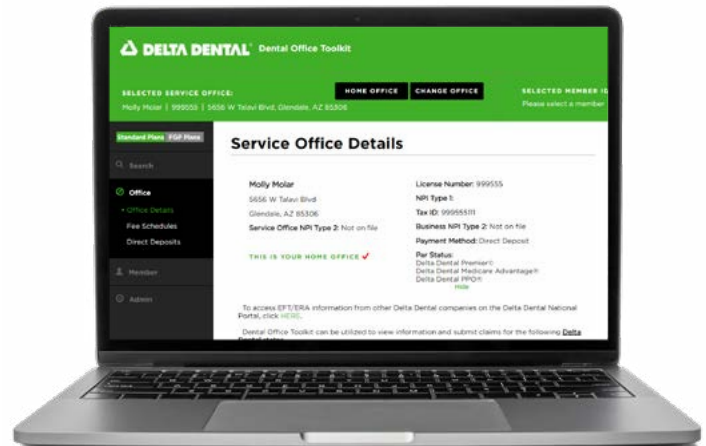 DELTA DENTAL® Dental Office Toolkit
SELECTED SERVICE OFFICE:
HOME OFFICE
CHANGE OFFICE
SELECTED MEMBER
Molly Molar | 999555 | 5656 W Talavi Blvd, Glendale, AZ 85306
Please select a member
Standard Plans FGP Plans
Search
Office
• Office Details
Fee Schedules
Direct Deposits
Member
Admin
Service Office Details
Molly Molar
5656 W Talavi Blvd
Glendale, AZ 85306
Service Office NPI Type 2: Not on file
THIS IS YOUR HOME OFFICE
License Number: 999555
NPI Type 1:
Tax ID: 999555111
Business NPI Type 2: Not on file
Payment Method: Direct Deposit
Par Status:
Delta Dental Premier®
Delta Dental Medicare Advantage®
Delta Dental PPO®
Hide
To access EFT/ERA information from other Delta Dental companies on the Delta Dental National
Portal, click HERE.
Dental Office Toolkit can be utilized to view information and submit claims for the following Delta
Dental states